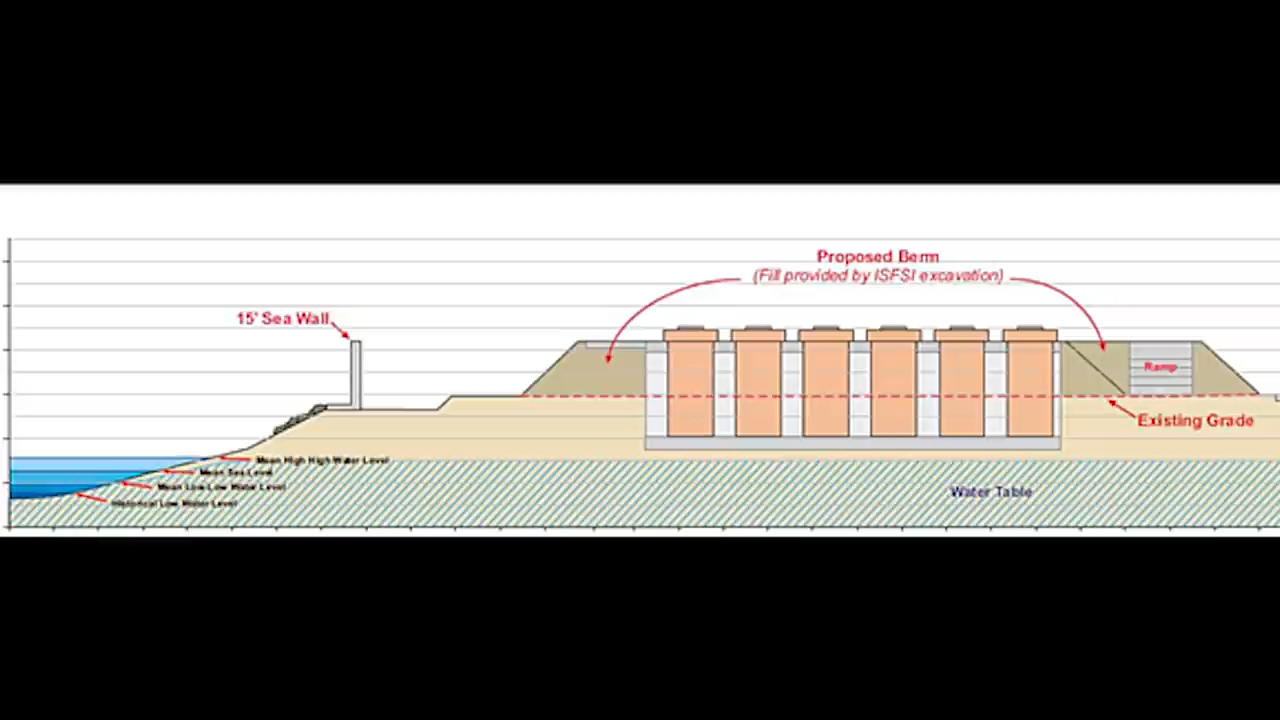 Proposed Berm
(Fill provided by ISFSI excavation)
15' Sea Wall
Ramp
Existing Grade
Mean High High Water Level
Mean Sea Level
Mean Low Low Water Level
Historical Low Water Level
Water Table